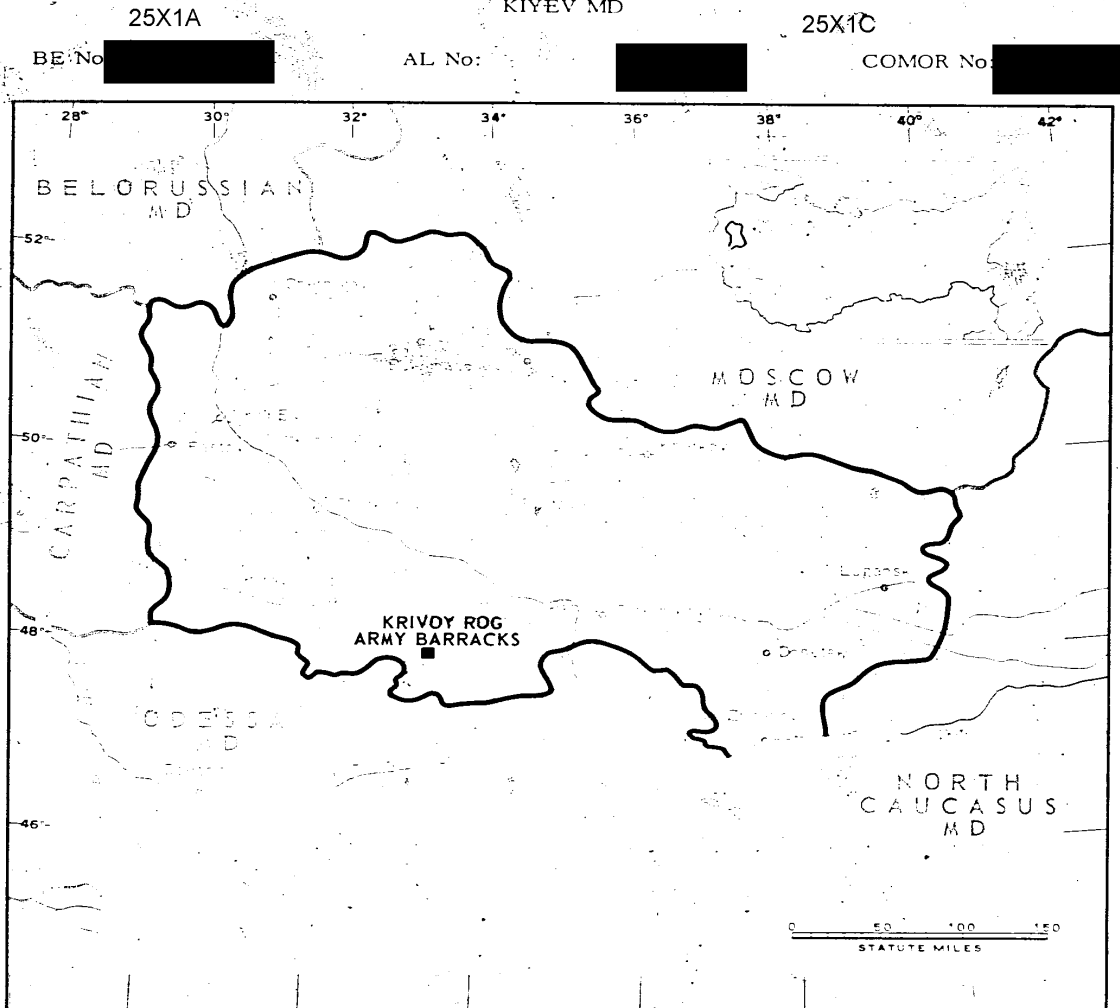 KIYEV MD
25X1A
25X1C
BE No
AL No:
COMOR No:
28° 30° 32° 34° 36° 38° 40° 42°
BELORUSSIAN
MD
52°
MOSCOW
MD
CARPATHIAN
MD
50°
Lugansk
KRIVOY ROG
ARMY BARRACKS
48°
Donetsk
ODESSA
MD
NORTH
CAUCASUS
MD
46°
0 50 100 150
STATUTE MILES